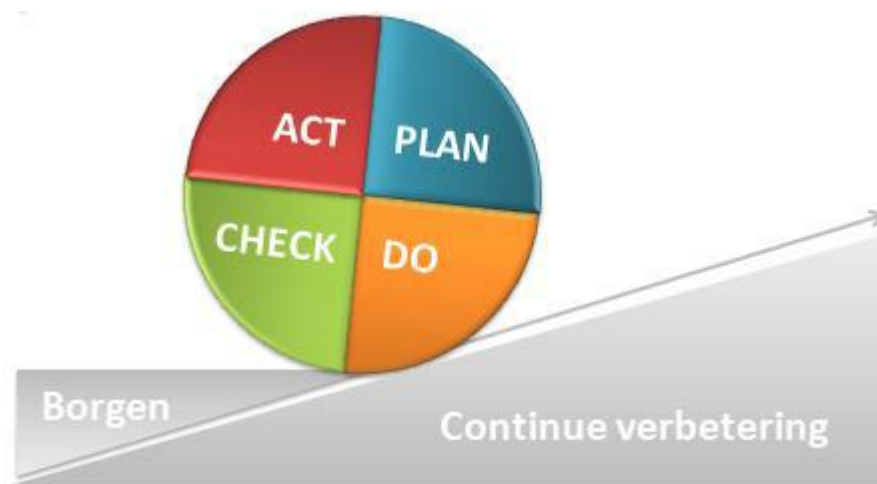 ACT
PLAN
CHECK
DO
Borgen
Continue verbetering